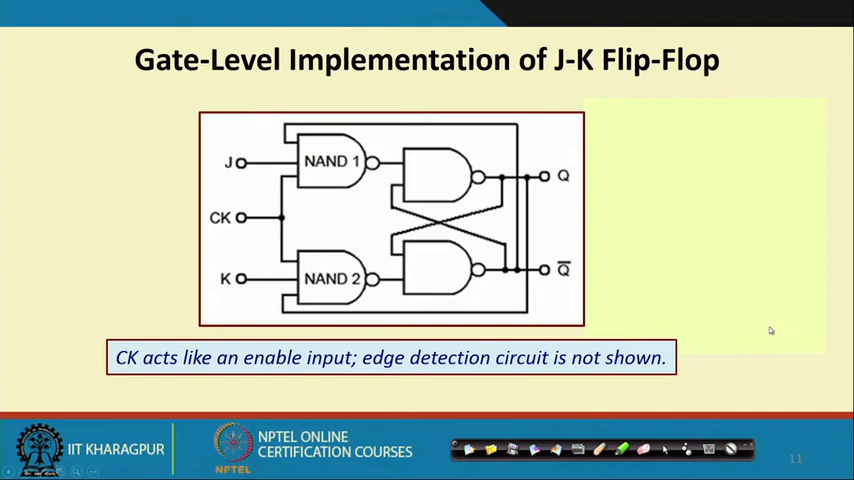 Gate-Level Implementation of J-K Flip-Flop
J
NAND 1
Q
CK
K
NAND 2
Q̅
CK acts like an enable input; edge detection circuit is not shown.
IIT KHARAGPUR
NPTEL
NPTEL ONLINE
CERTIFICATION COURSES
11